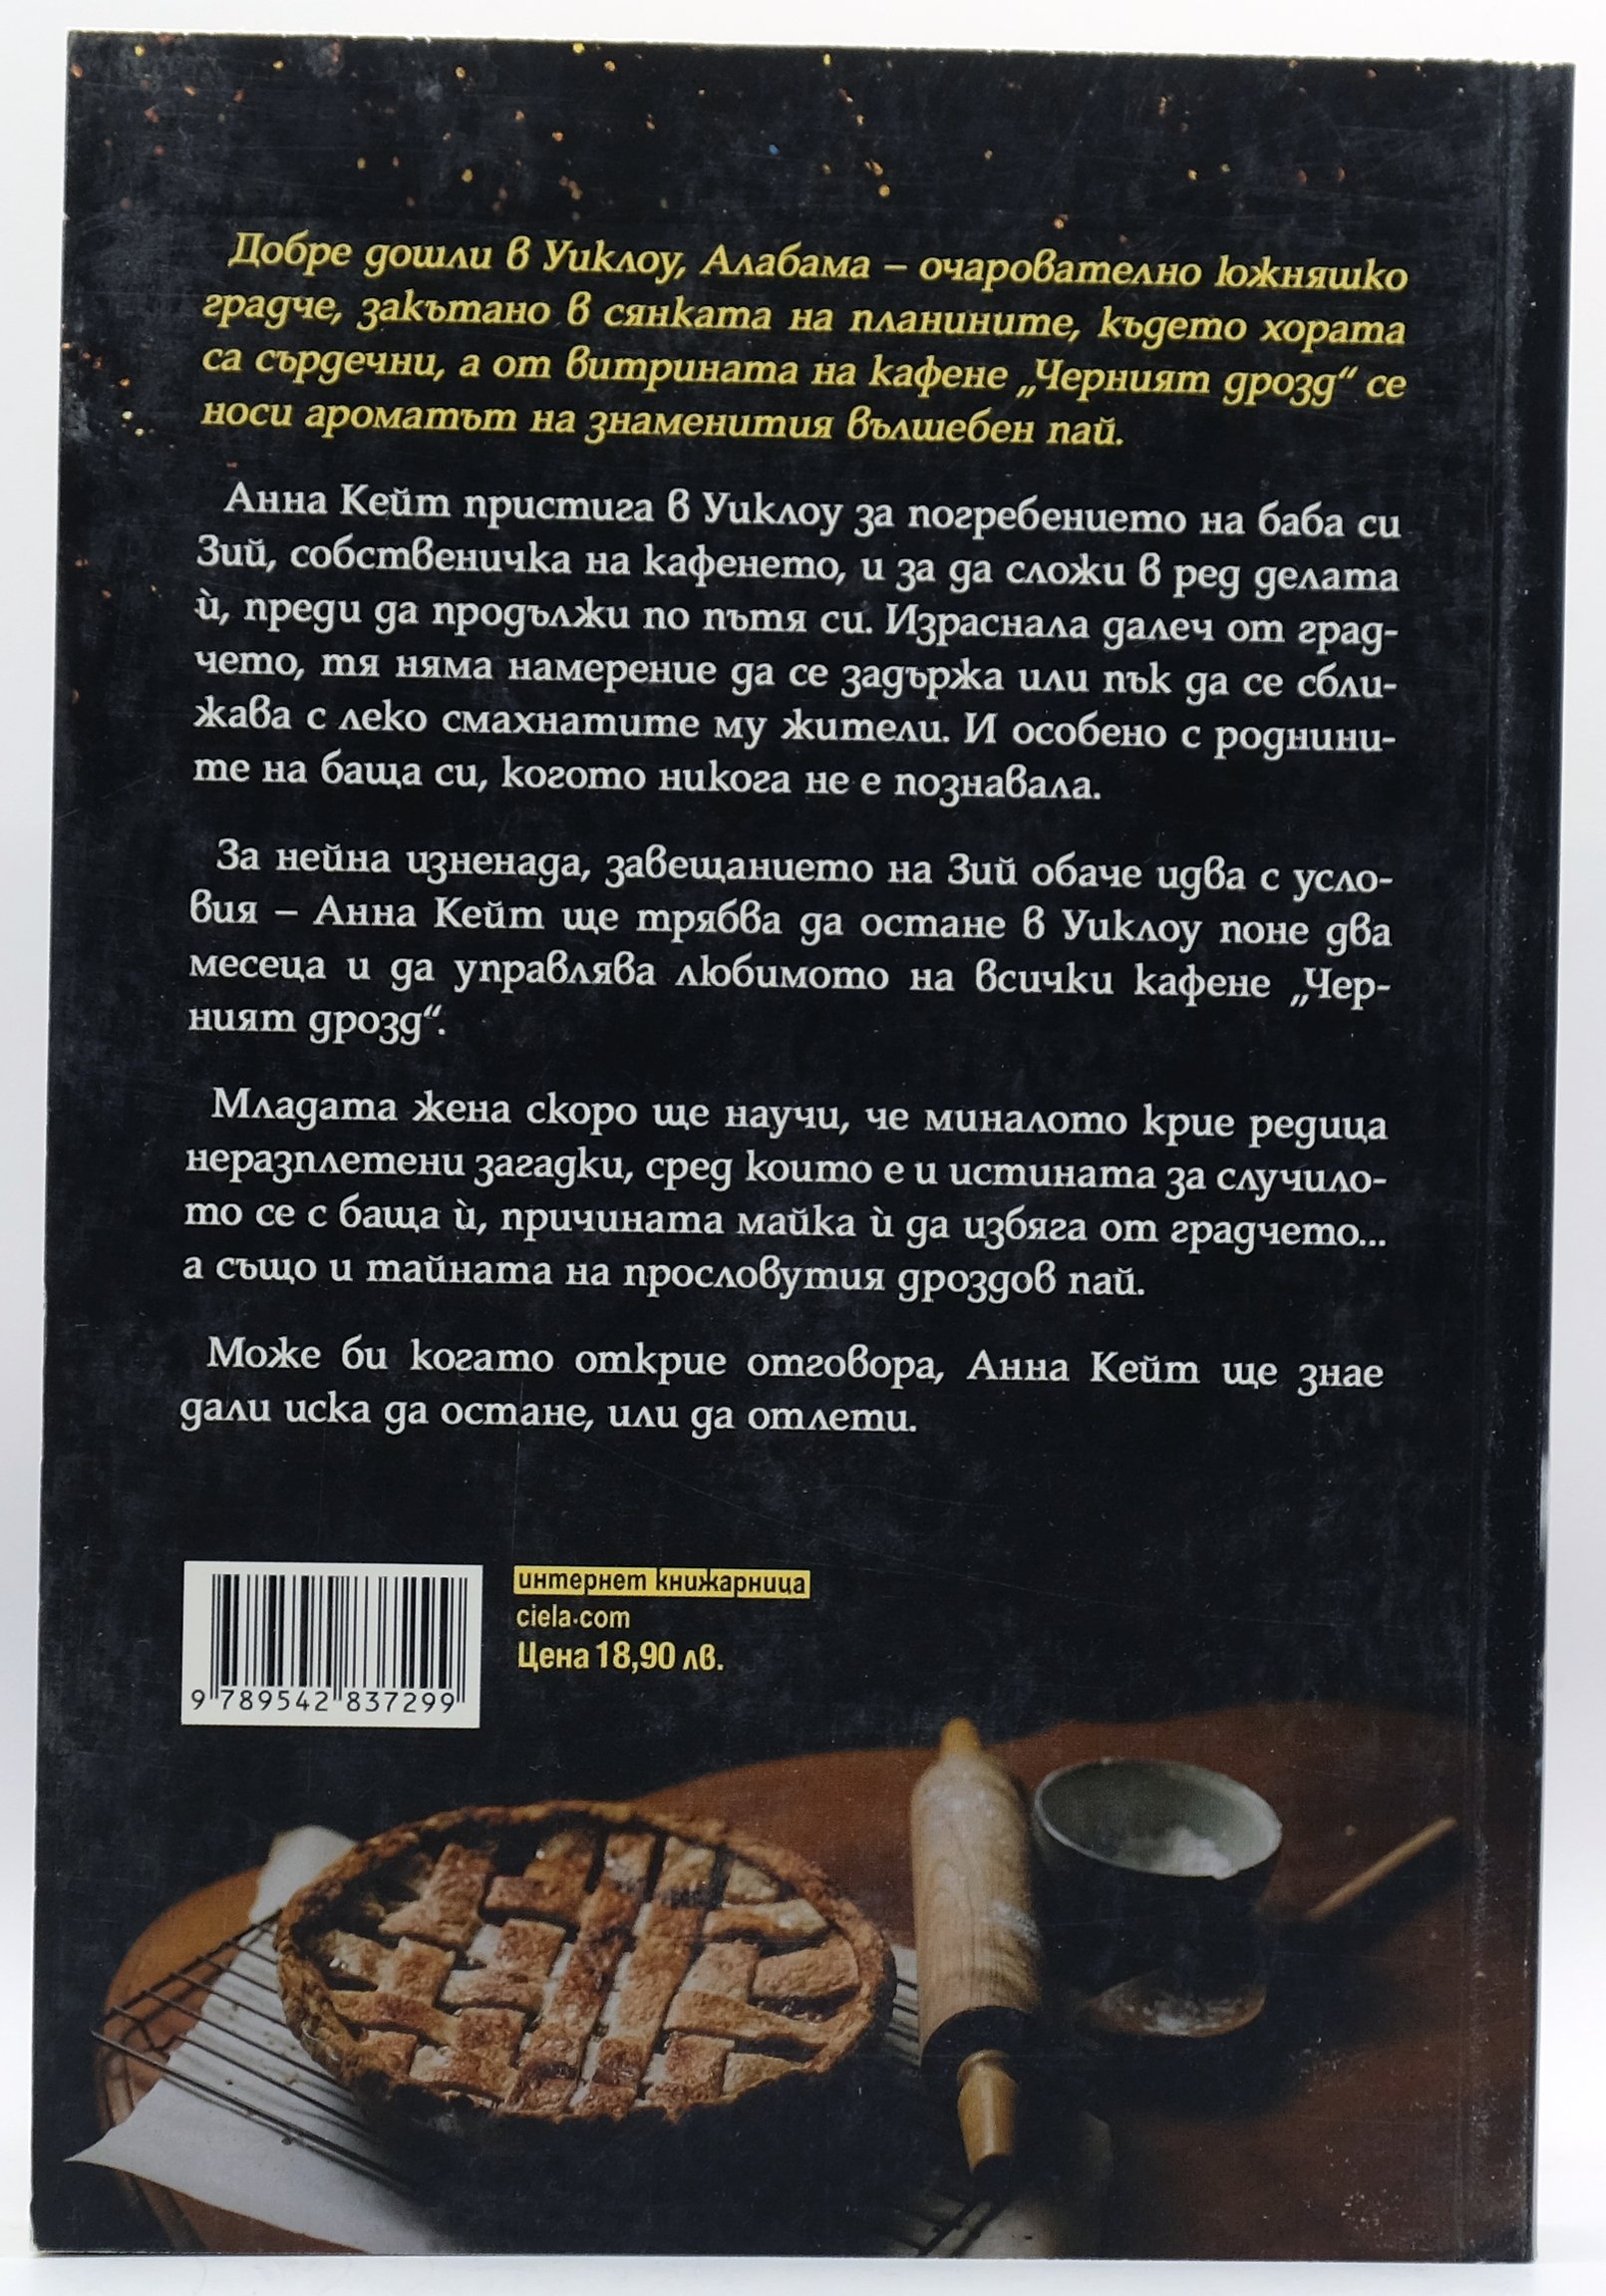 Добре дошли в Уиклоу, Алабама – очарователно южняшко
градче, закътано в сянката на планините, където хората
са сърдечни, а от витрината на кафене „Черният дрозд“ се
носи ароматът на знаменития вълшебен пай.
Анна Кейт пристига в Уиклоу за погребението на баба си
Зий, собственичка на кафенето, и за да сложи в ред делата
ѝ, преди да продължи по пътя си. Израснала далеч от град-
чето, тя няма намерение да се задържа или пък да се сбли-
жава с леко смахнатите му жители. И особено с роднини-
те на баща си, когото никога не е познавала.
За нейна изненада, завещанието на Зий обаче идва с усло-
вия – Анна Кейт ще трябва да остане в Уиклоу поне два
месеца и да управлява любимото на всички кафене „Чер-
ният дрозд“.
Младата жена скоро ще научи, че миналото крие редица
неразплетени загадки, сред които е и истината за случило-
то се с баща ѝ, причината майка ѝ да избяга от градчето...
а също и тайната на прословутия дроздов пай.
Може би когато открие отговора, Анна Кейт ще знае
дали иска да остане, или да отлети.
интернет книжарница
ciela.com
Цена 18,90 лв.
9 789542 837299